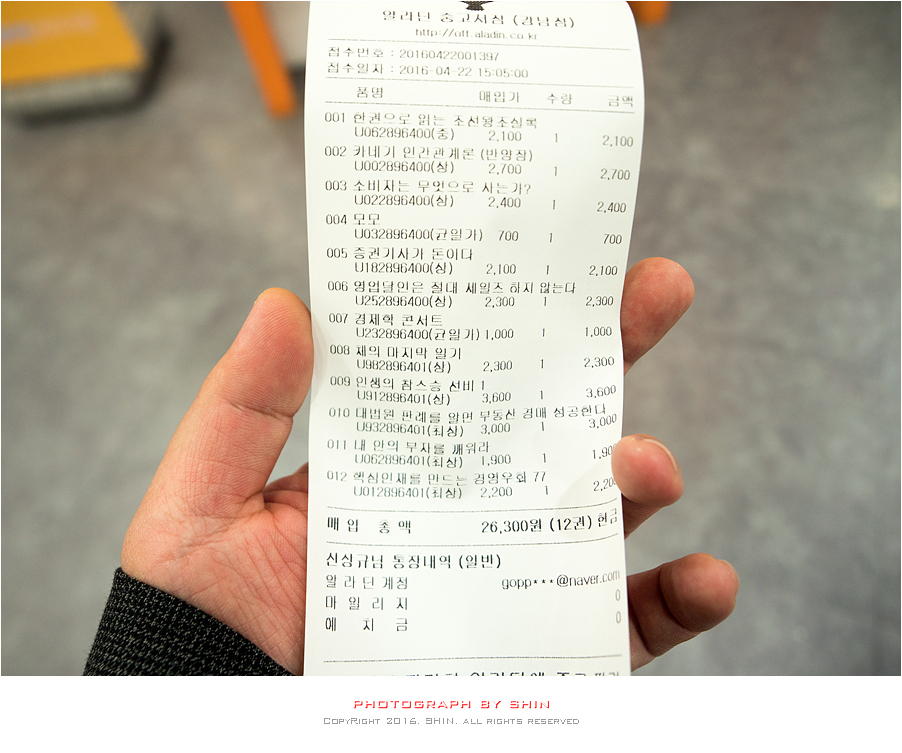 알라딘 중고서점 (강남점)
http://off.aladin.co.kr
접수번호 : 20160422001397
접수일자 : 2016-04-22 15:05:00
품명 매입가 수량 금액
001 한권으로 읽는 조선왕조실록
U062896400(중) 2,100 1 2,100
002 카네기 인간관계론 (반양장)
U002896400(상) 2,700 1 2,700
003 소비자는 무엇으로 사는가?
U022896400(상) 2,400 1 2,400
004 모모
U032896400(균일가) 700 1 700
005 증권기사가 돈이다
U182896400(상) 2,100 1 2,100
006 영업달인은 절대 세일즈 하지 않는다
U252896400(상) 2,300 1 2,300
007 경제학 콘서트
U232896400(균일가) 1,000 1 1,000
008 채의 마지막 일기
U982896401(상) 2,300 1 2,300
009 인생의 참스승 선비 1
U912896401(상) 3,600 1 3,600
010 대법원 판례를 알면 부동산 경매 성공한다
U932896401(최상) 3,000 1 3,000
011 내 안의 부자를 깨워라
U062896401(최상) 1,900 1 1,900
012 핵심인재를 만드는 경영우화 77
U012896401(최상) 2,200 1 2,20
매 입 총 액 26,300원 (12권) 현금
신상규님 통장내역 (일반)
알 라 딘 계정 gopp***@naver.com
마 일 리 지 0
예 치 금 0
PHOTOGRAPH BY SHIN
CopyRight 2016. SHIN. all rights reserved